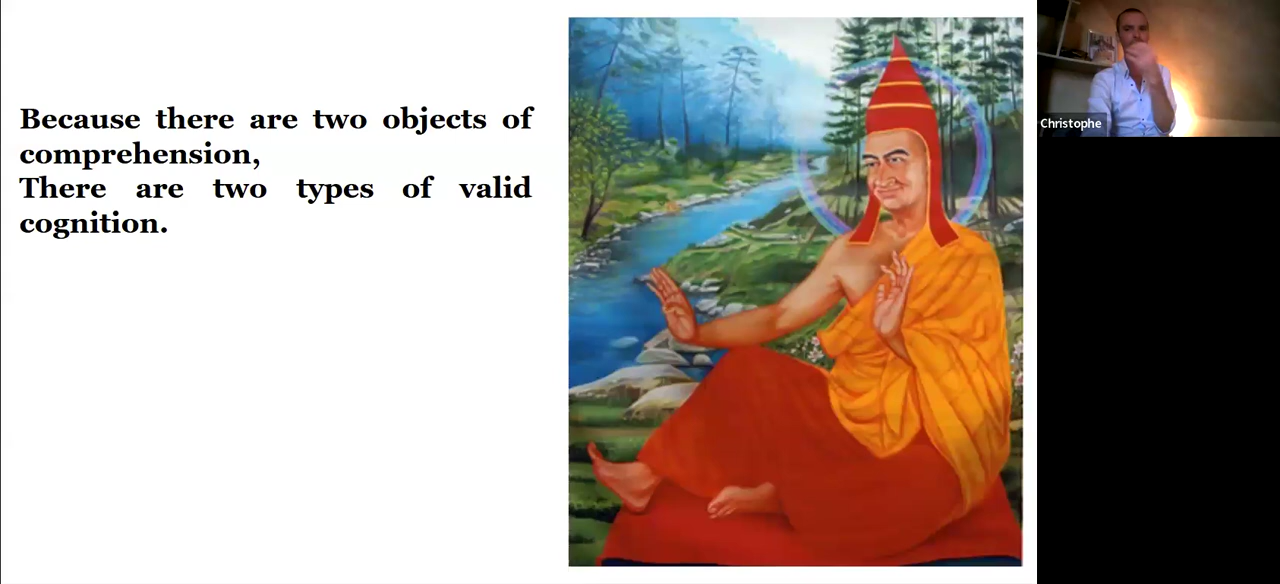 Because there are two objects of
comprehension,
There are two types of valid
cognition.
Christophe